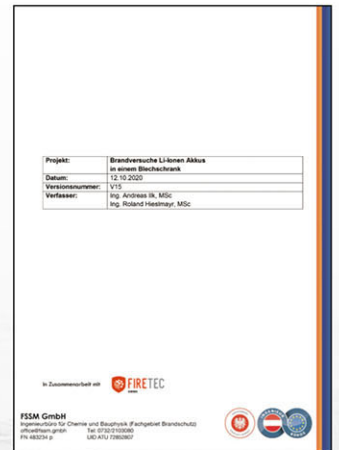 Projekt: Brandversuche Li-Ionen Akkus
in einem Blechschrank
Datum: 12.10.2020
Versionsnummer: V15
Verfasser: Ing. Andreas Ilk, MSc
Ing. Roland Hieslmayr, MSc
In Zusammenarbeit mit FIRETEC
FSSM GmbH
Ingenieurbüro für Chemie und Bauphysik (Fachgebiet Brandschutz)
office@fssm.gmbh Tel: 0732/2103080
FN 483234 p UID ATU 72802807